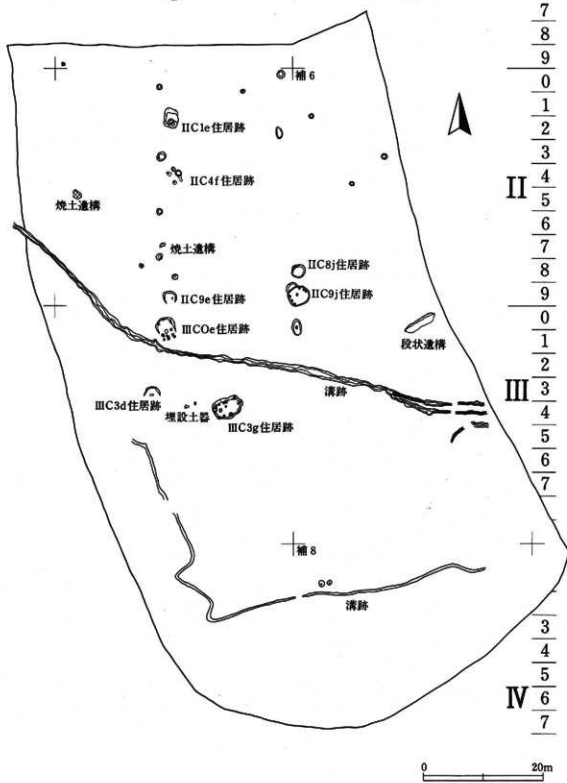 7
8
9
0
補6
1
IIC1e住居跡
2
3
IIC4f住居跡
4
II
焼土遺構
5
6
焼土遺構
7
IIC8j住居跡
8
IIC9e住居跡
IIC9j住居跡
9
0
IIIC0e住居跡
段状遺構
1
2
溝跡
III
3
IIIC3d住居跡
埋設土器
4
IIIC3g住居跡
5
6
7
補8
溝跡
3
4
5
IV
6
7
0
20m